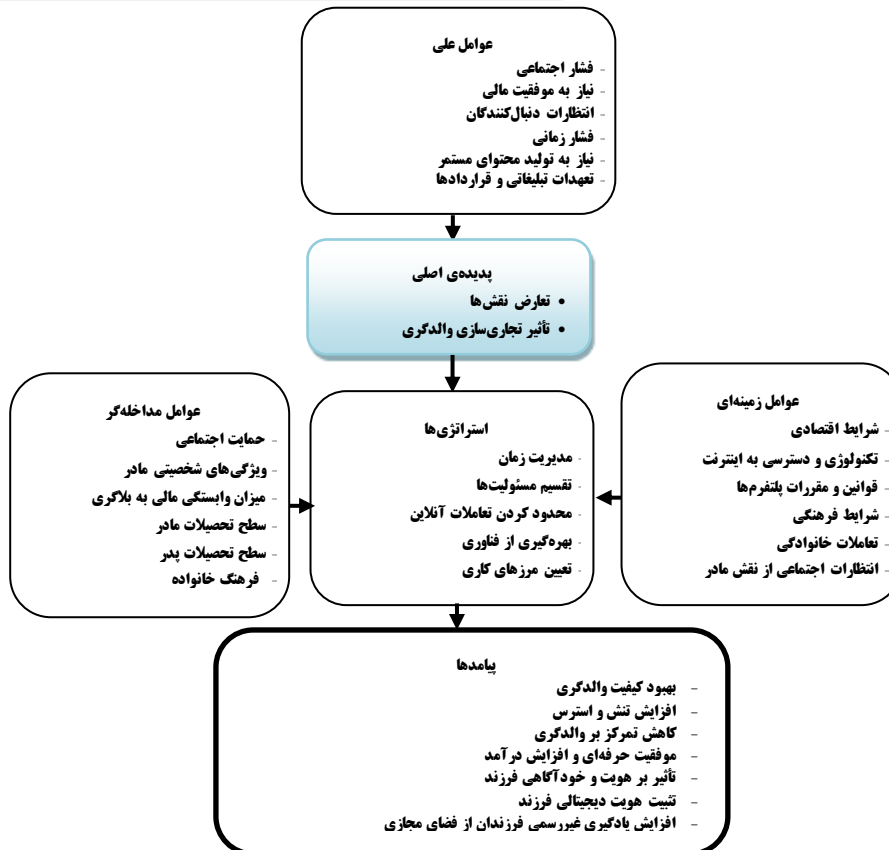 عوامل علی
- فشار اجتماعی
- نیاز به موفقیت مالی
- انتظارات دنبال‌کنندگان
- فشار زمانی
- نیاز به تولید محتوای مستمر
- تعهدات تبلیغاتی و قراردادها
پدیده‌ی اصلی
• تعارض نقش‌ها
• تأثیر تجاری‌سازی والدگری
عوامل زمینه‌ای
- شرایط اقتصادی
- تکنولوژی و دسترسی به اینترنت
- قوانین و مقررات پلتفرم‌ها
- شرایط فرهنگی
- تعاملات خانوادگی
- انتظارات اجتماعی از نقش مادر
استراتژی‌ها
- مدیریت زمان
- تقسیم مسئولیت‌ها
- محدود کردن تعاملات آنلاین
- بهره‌گیری از فناوری
- تعیین مرزهای کاری
عوامل مداخله‌گر
- حمایت اجتماعی
- ویژگی‌های شخصیتی مادر
- میزان وابستگی مالی به بلاگری
- سطح تحصیلات مادر
- سطح تحصیلات پدر
- فرهنگ خانواده
پیامدها
- بهبود کیفیت والدگری
- افزایش تنش و استرس
- کاهش تمرکز بر والدگری
- موفقیت حرفه‌ای و افزایش درآمد
- تأثیر بر هویت و خودآگاهی فرزند
- تثبیت هویت دیجیتالی فرزند
- افزایش یادگیری غیررسمی فرزندان از فضای مجازی